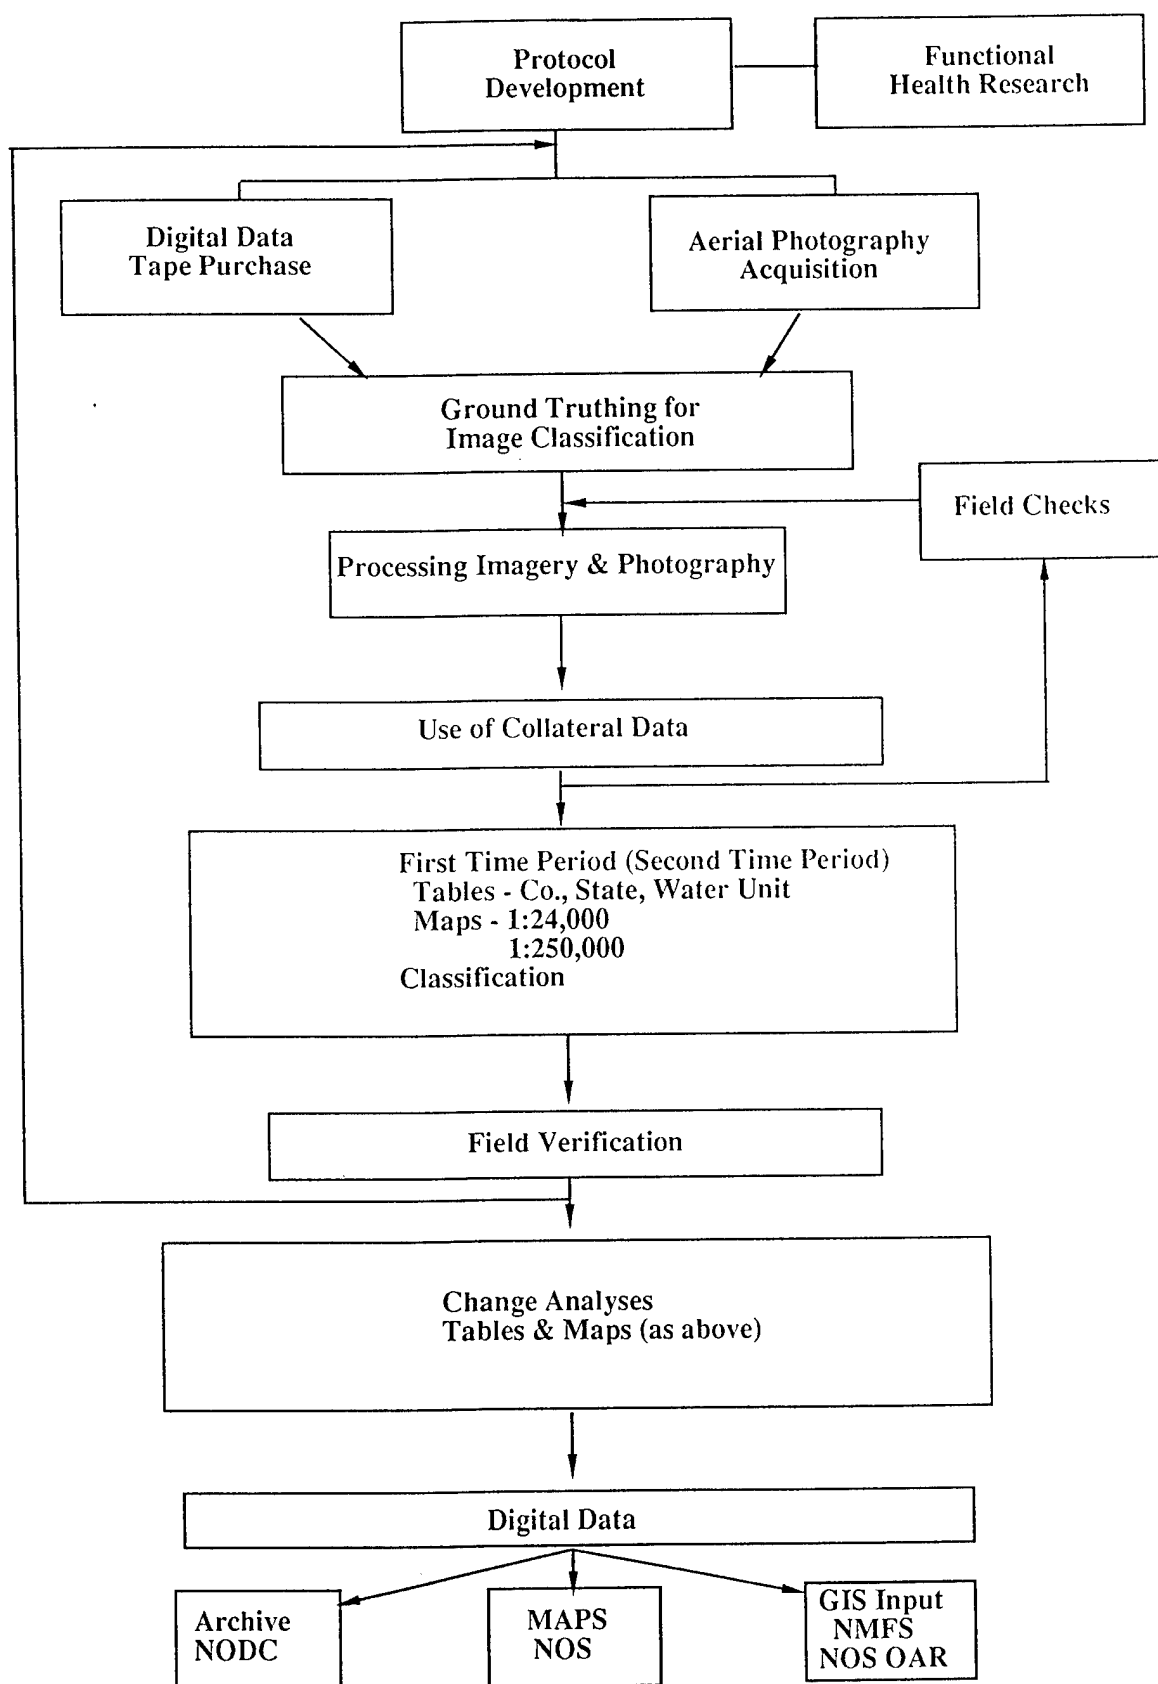 Protocol
Development
Functional
Health Research
Digital Data
Tape Purchase
Aerial Photography
Acquisition
Ground Truthing for
Image Classification
Field Checks
Processing Imagery & Photography
Use of Collateral Data
First Time Period (Second Time Period)
Tables - Co., State, Water Unit
Maps - 1:24,000
1:250,000
Classification
Field Verification
Change Analyses
Tables & Maps (as above)
Digital Data
Archive
NODC
MAPS
NOS
GIS Input
NMFS
NOS OAR